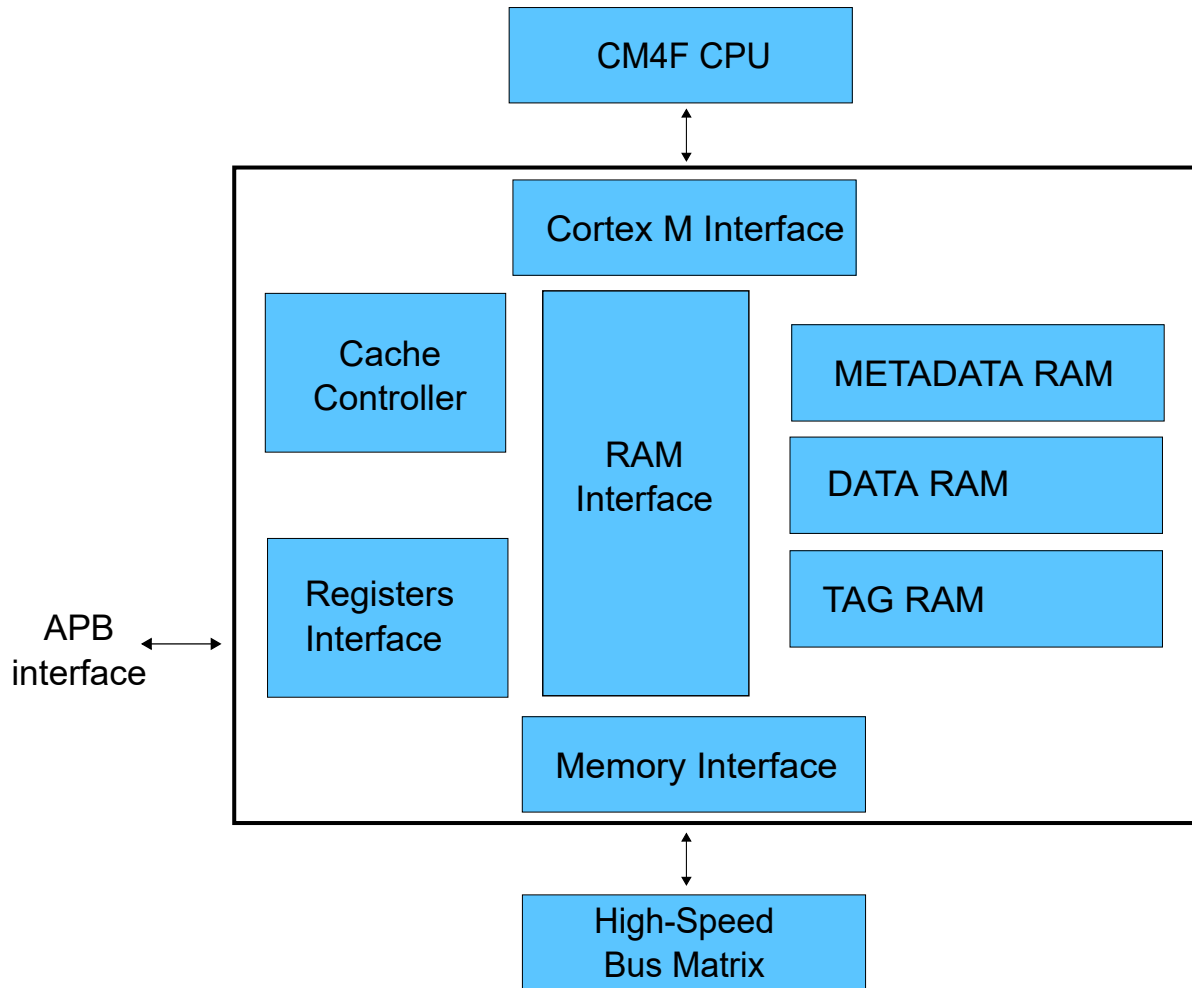 CM4F CPU
Cortex M Interface
Cache
Controller
RAM
Interface
METADATA RAM
DATA RAM
TAG RAM
Registers
Interface
APB
interface
Memory Interface
High-Speed
Bus Matrix